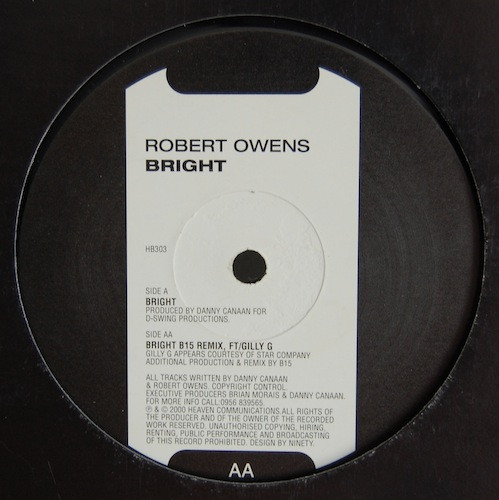 ROBERT OWENS
BRIGHT
HB303
SIDE A
BRIGHT
PRODUCED BY DANNY CANAAN FOR
D-SWING PRODUCTIONS.
SIDE AA
BRIGHT B15 REMIX, FT/GILLY G
GILLY G APPEARS COURTESY OF STAR COMPANY
ADDITIONAL PRODUCTION & REMIX BY B15
ALL TRACKS WRITTEN BY DANNY CANAAN
& ROBERT OWENS. COPYRIGHT CONTROL.
EXECUTIVE PRODUCERS BRIAN MORAIS & DANNY CANAAN.
FOR MORE INFO CALL:0956 839565.
℗ & © 2000 HEAVEN COMMUNICATIONS.ALL RIGHTS OF
THE PRODUCER AND OF THE OWNER OF THE RECORDED
WORK RESERVED. UNAUTHORISED COPYING, HIRING,
RENTING, PUBLIC PERFORMANCE AND BROADCASTING
OF THIS RECORD PROHIBITED. DESIGN BY NINETY.
AA